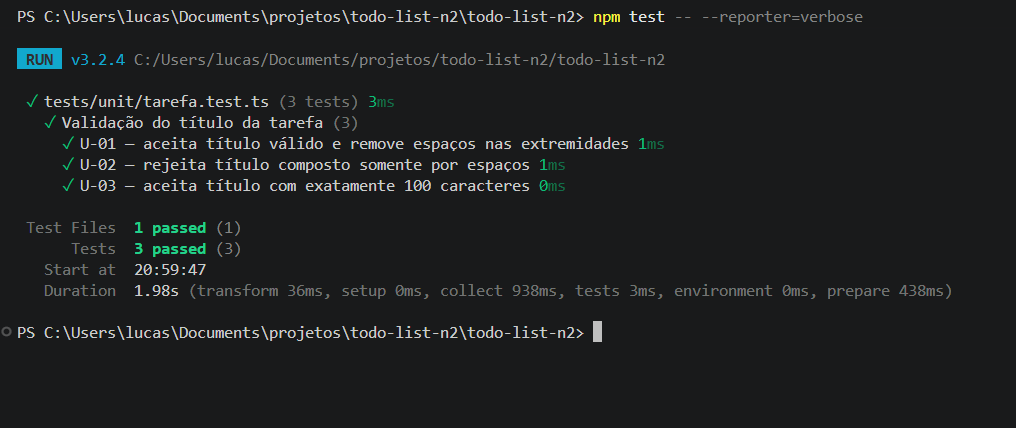 PS C:\Users\lucas\Documents\projetos\todo-list-n2\todo-list-n2> npm test -- --reporter=verbose
RUN v3.2.4 C:/Users/lucas/Documents/projetos/todo-list-n2/todo-list-n2
✓ tests/unit/tarefa.test.ts (3 tests) 3ms
✓ Validação do título da tarefa (3)
✓ U-01 — aceita título válido e remove espaços nas extremidades 1ms
✓ U-02 — rejeita título composto somente por espaços 1ms
✓ U-03 — aceita título com exatamente 100 caracteres 0ms
Test Files 1 passed (1)
Tests 3 passed (3)
Start at 20:59:47
Duration 1.98s (transform 36ms, setup 0ms, collect 938ms, tests 3ms, environment 0ms, prepare 438ms)
PS C:\Users\lucas\Documents\projetos\todo-list-n2\todo-list-n2>